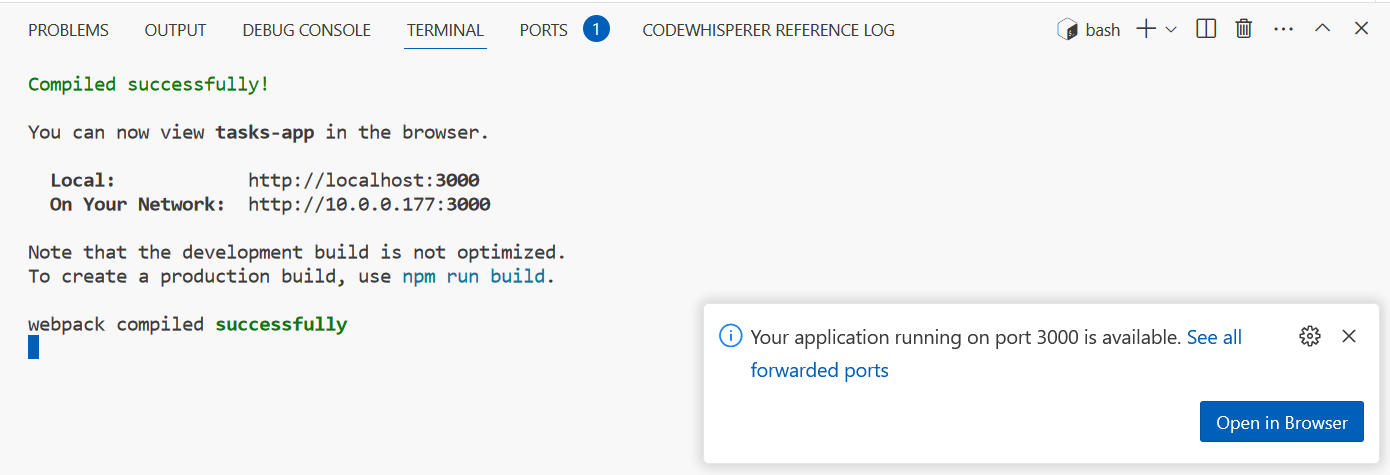 PROBLEMS OUTPUT DEBUG CONSOLE TERMINAL PORTS 1 CODEWHISPERER REFERENCE LOG bash
Compiled successfully!
You can now view tasks-app in the browser.
Local: http://localhost:3000
On Your Network: http://10.0.0.177:3000
Note that the development build is not optimized.
To create a production build, use npm run build.
webpack compiled successfully
Your application running on port 3000 is available. See all
forwarded ports
Open in Browser